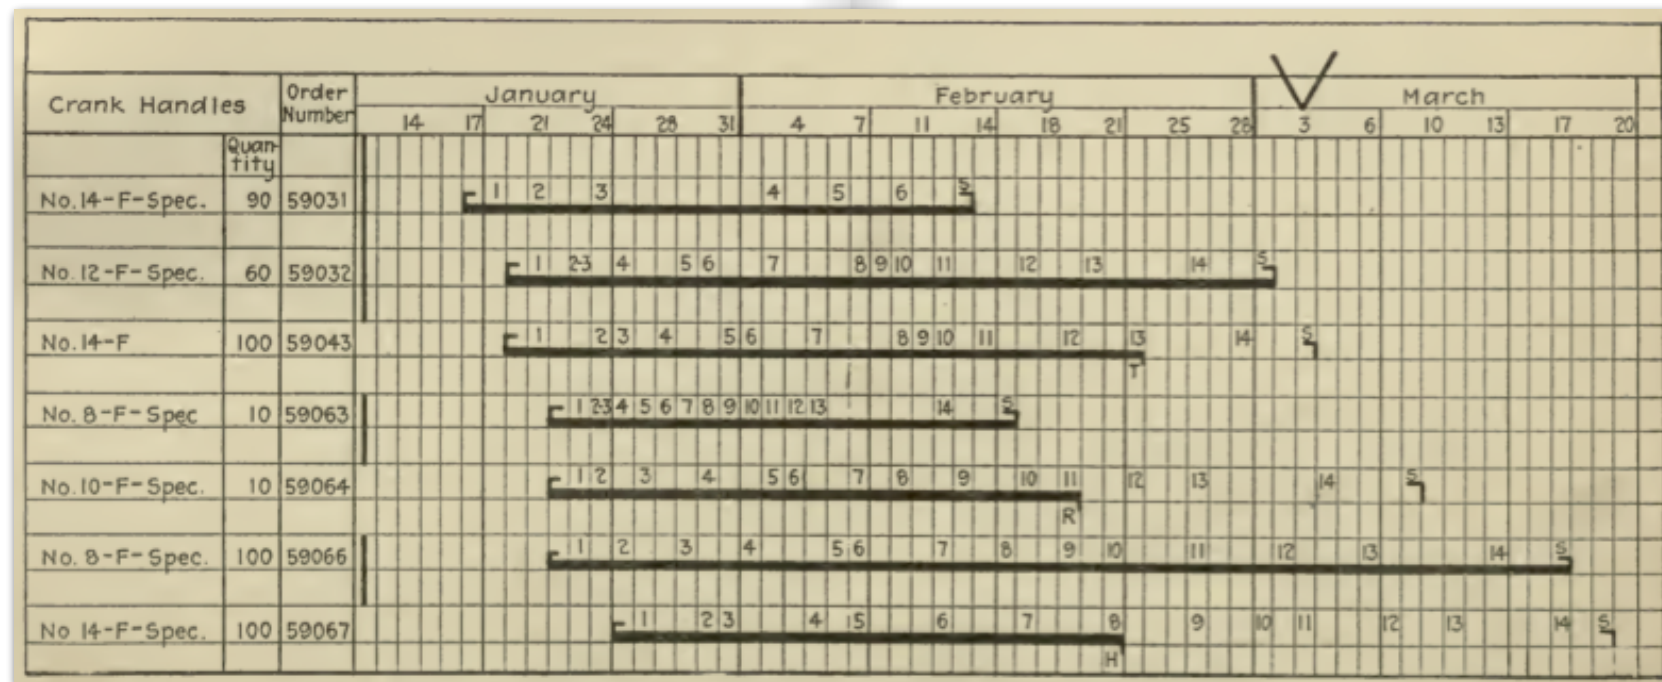 Crank Handles Order Number January February March
14 17 21 24 28 31 4 7 11 14 18 21 25 28 3 6 10 13 17 20
Quan-tity
No.14-F-Spec. 90 59031 1 2 3 4 5 6 S
No.12-F-Spec. 60 59032 1 2-3 4 5 6 7 8 9 10 11 12 13 14 S
No.14-F 100 59043 1 2 3 4 5 6 7 8 9 10 11 12 13 14 S
T
No. 8-F-Spec 10 59063 1 2-3 4 5 6 7 8 9 10 11 12 13 14 S
No.10-F-Spec. 10 59064 1 2 3 4 5 6 7 8 9 10 11 12 13 14 S
R
No. 8-F-Spec. 100 59066 1 2 3 4 5 6 7 8 9 10 11 12 13 14 S
No 14-F-Spec. 100 59067 1 2 3 4 5 6 7 8 9 10 11 12 13 14 S
H